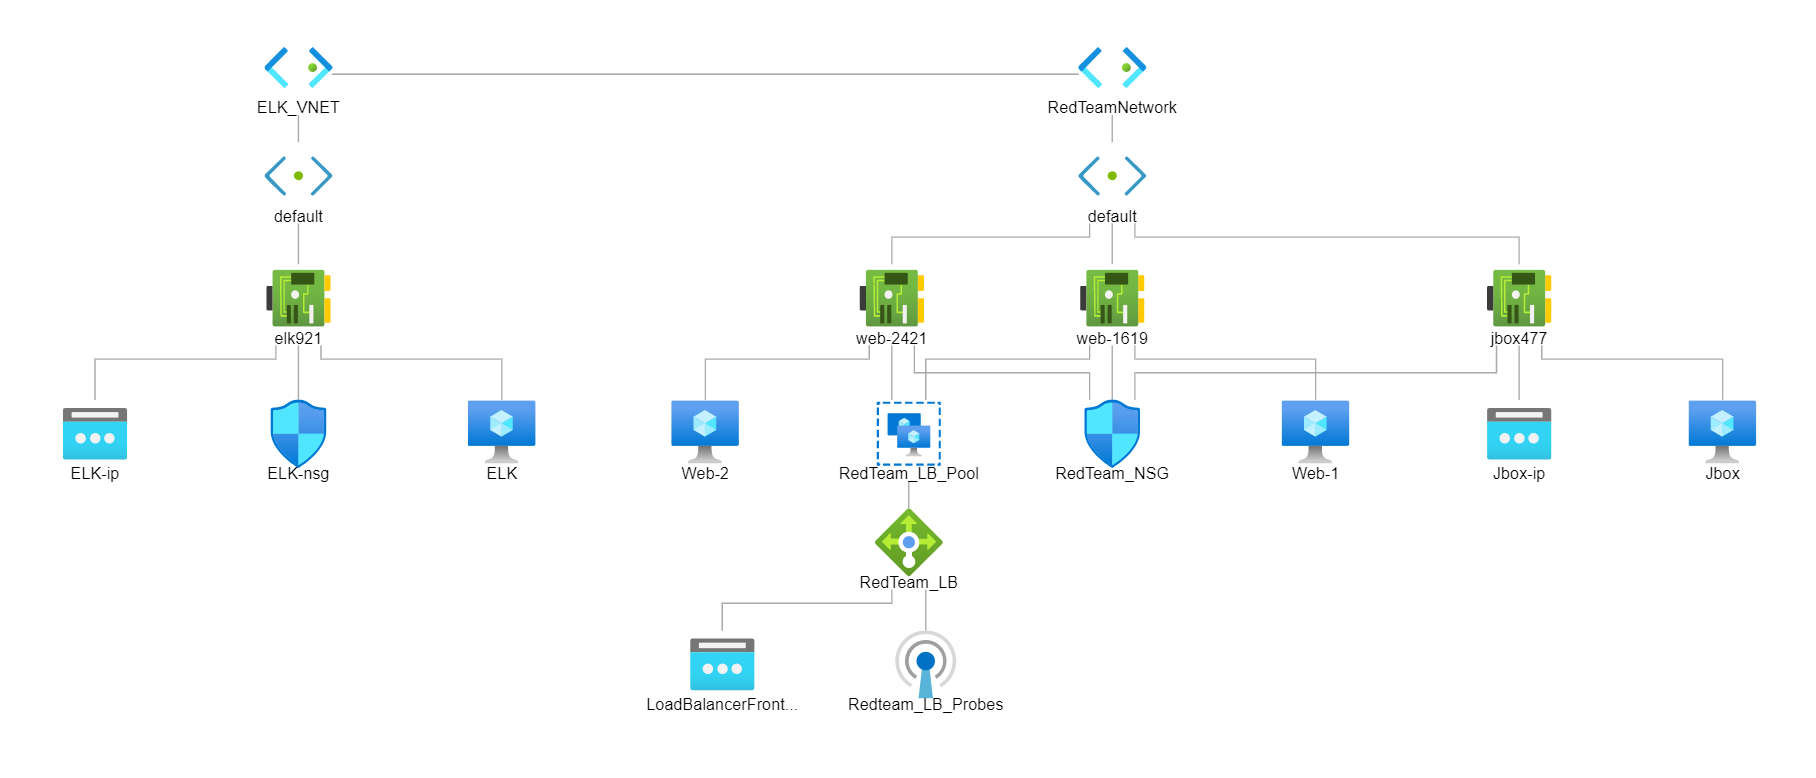 ELK_VNET
RedTeamNetwork
default
default
elk921
web-2421
web-1619
jbox477
ELK-ip
ELK-nsg
ELK
Web-2
RedTeam_LB_Pool
RedTeam_NSG
Web-1
Jbox-ip
Jbox
RedTeam_LB
LoadBalancerFront...
Redteam_LB_Probes